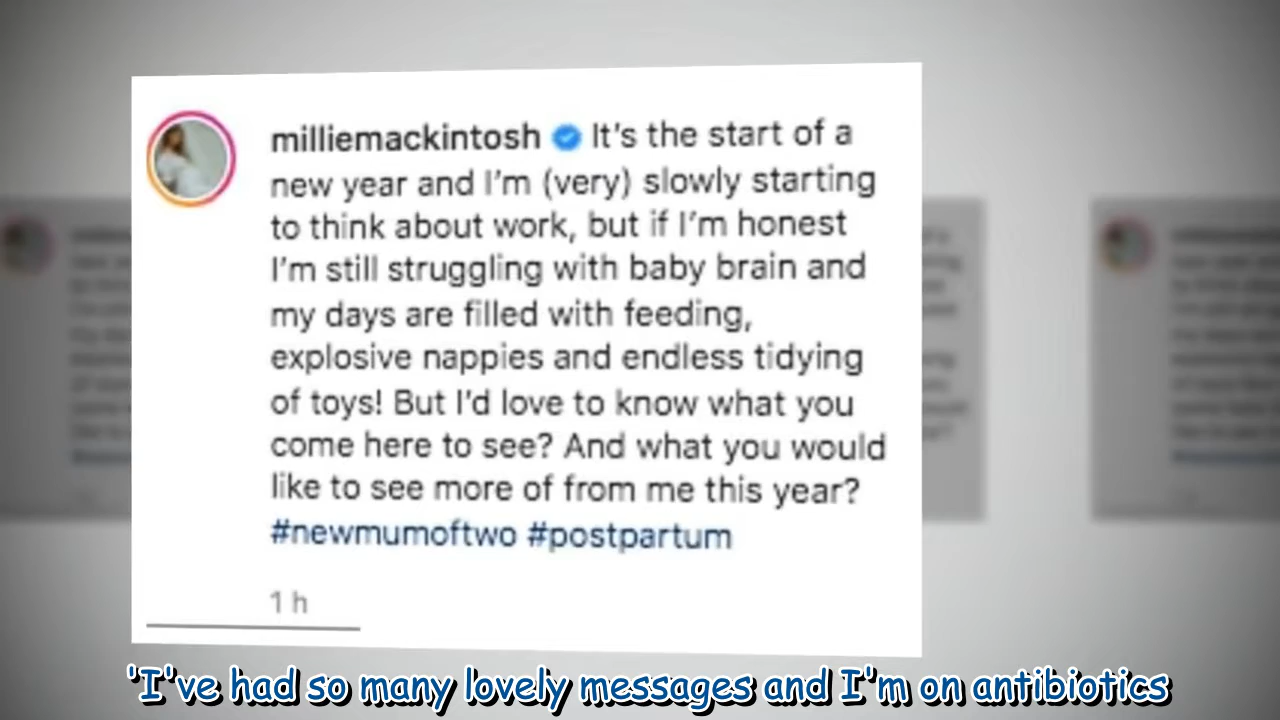 milliemackintosh It's the start of a
new year and I'm (very) slowly starting
to think about work, but if I'm honest
I'm still struggling with baby brain and
my days are filled with feeding,
explosive nappies and endless tidying
of toys! But I'd love to know what you
come here to see? And what you would
like to see more of from me this year?
#newmumoftwo #postpartum
1 h
'I've had so many lovely messages and I'm on antibiotics